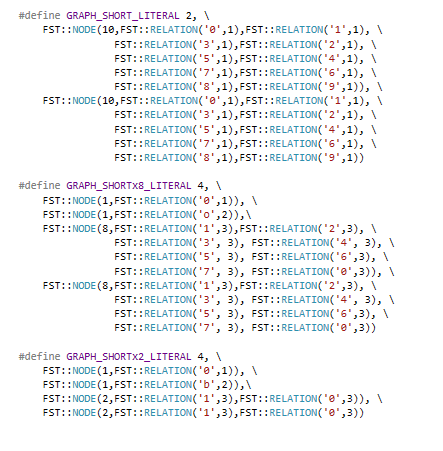 #define GRAPH_SHORT_LITERAL 2, \
FST::NODE(10,FST::RELATION('0',1),FST::RELATION('1',1), \
FST::RELATION('3',1),FST::RELATION('2',1), \
FST::RELATION('5',1),FST::RELATION('4',1), \
FST::RELATION('7',1),FST::RELATION('6',1), \
FST::RELATION('8',1),FST::RELATION('9',1)), \
FST::NODE(10,FST::RELATION('0',1),FST::RELATION('1',1), \
FST::RELATION('3',1),FST::RELATION('2',1), \
FST::RELATION('5',1),FST::RELATION('4',1), \
FST::RELATION('7',1),FST::RELATION('6',1), \
FST::RELATION('8',1),FST::RELATION('9',1))
#define GRAPH_SHORTx8_LITERAL 4, \
FST::NODE(1,FST::RELATION('0',1)), \
FST::NODE(1,FST::RELATION('o',2)),\
FST::NODE(8,FST::RELATION('1',3),FST::RELATION('2',3), \
FST::RELATION('3', 3), FST::RELATION('4', 3), \
FST::RELATION('5', 3), FST::RELATION('6',3), \
FST::RELATION('7', 3), FST::RELATION('0',3)), \
FST::NODE(8,FST::RELATION('1',3),FST::RELATION('2',3), \
FST::RELATION('3', 3), FST::RELATION('4', 3), \
FST::RELATION('5', 3), FST::RELATION('6',3), \
FST::RELATION('7', 3), FST::RELATION('0',3))
#define GRAPH_SHORTx2_LITERAL 4, \
FST::NODE(1,FST::RELATION('0',1)), \
FST::NODE(1,FST::RELATION('b',2)),\
FST::NODE(2,FST::RELATION('1',3),FST::RELATION('0',3)), \
FST::NODE(2,FST::RELATION('1',3),FST::RELATION('0',3))